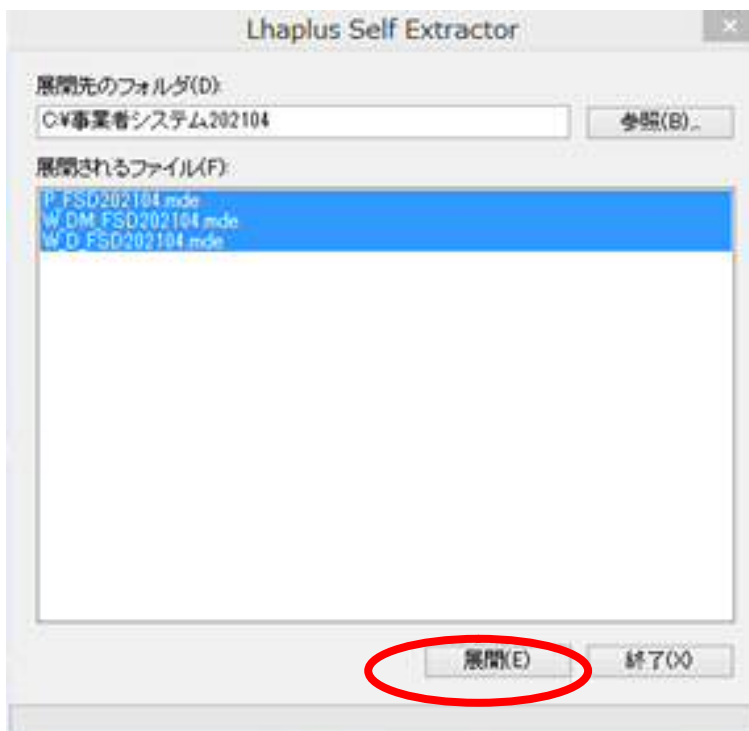 Lhaplus Self Extractor
展開先のフォルダ(D):
C:¥事業者システム202104
参照(B)...
展開されるファイル(F):
P_FSD202104.mde
W_DM_FSD202104.mde
W_D_FSD202104.mde
展開(E)
終了(X)